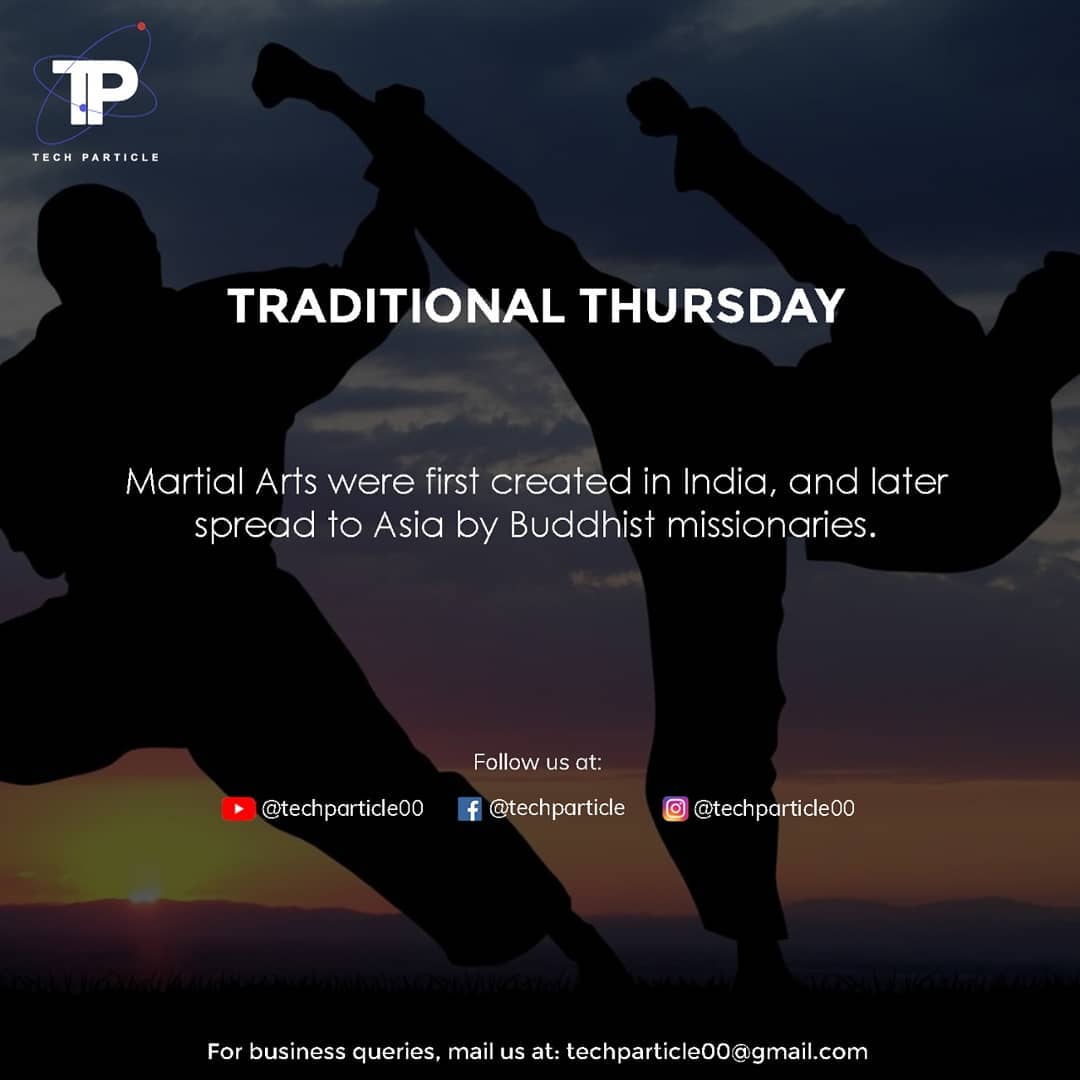 TP
TECH PARTICLE
TRADITIONAL THURSDAY
Martial Arts were first created in India, and later
spread to Asia by Buddhist missionaries.
Follow us at:
@techparticle00 @techparticle @techparticle00
For business queries, mail us at: techparticle00@gmail.com